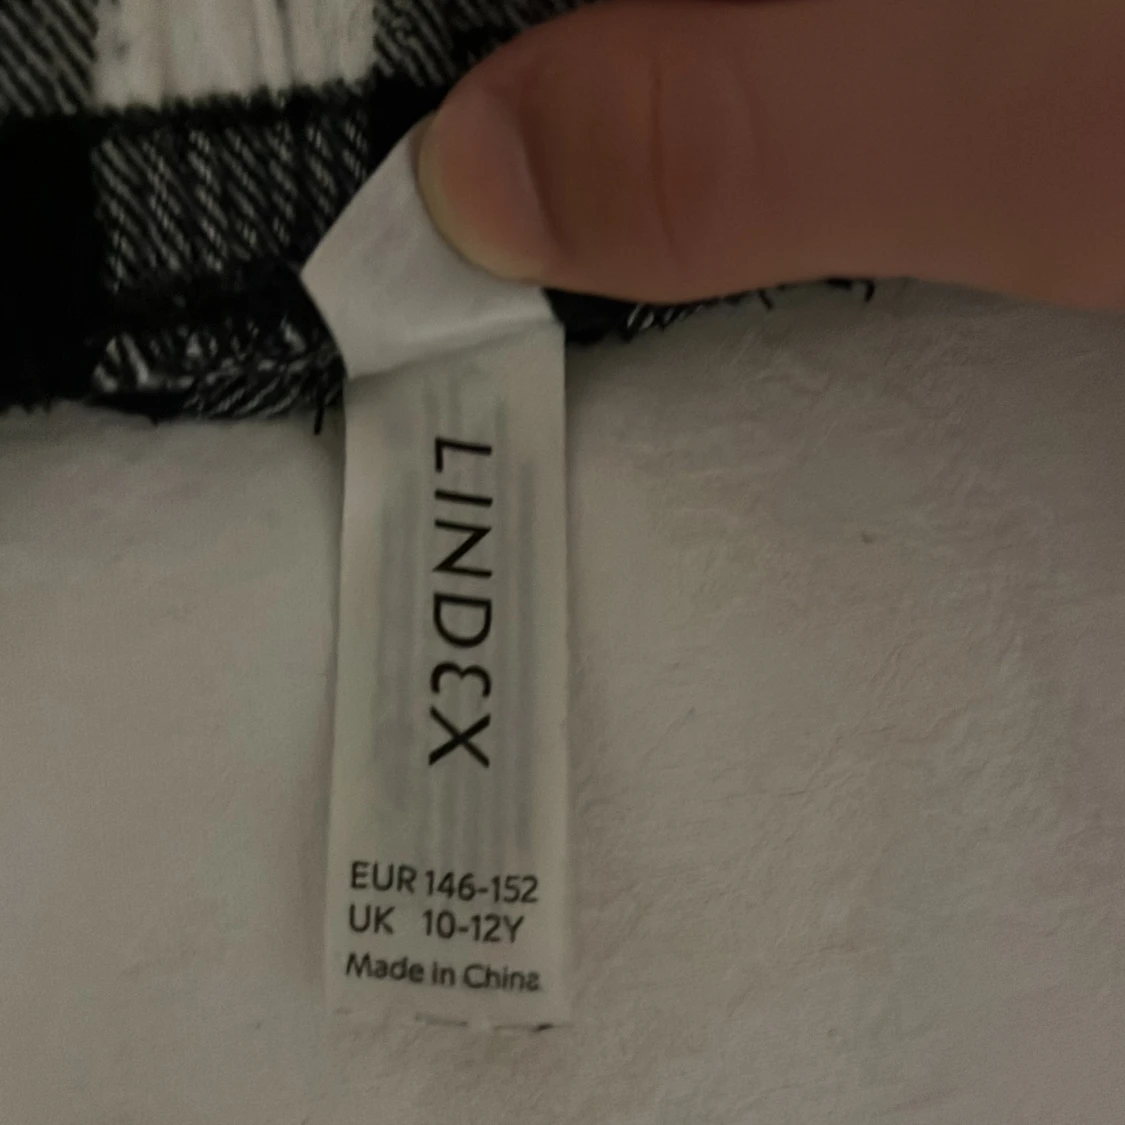 LINDEX
EUR 146-152
UK 10-12Y
Made in China